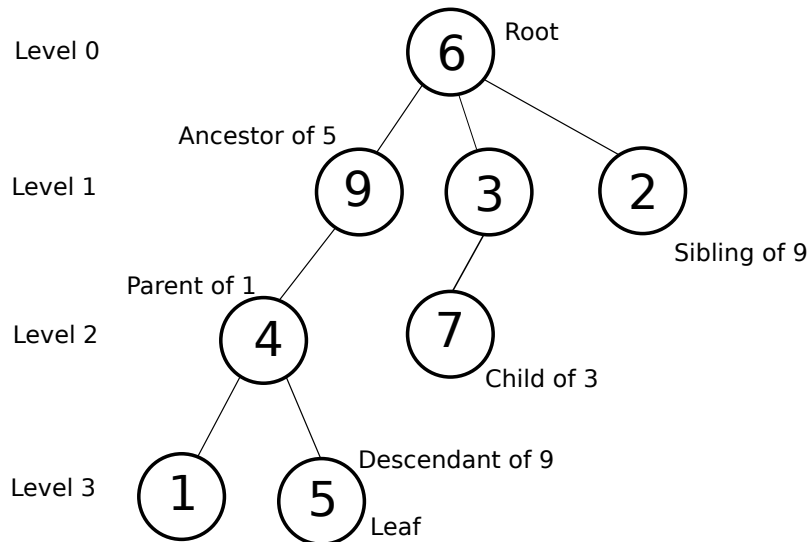 Root
Level 0
6
Ancestor of 5
Level 1
9
3
2
Sibling of 9
Parent of 1
Level 2
4
7
Child of 3
Descendant of 9
Level 3
1
5
Leaf